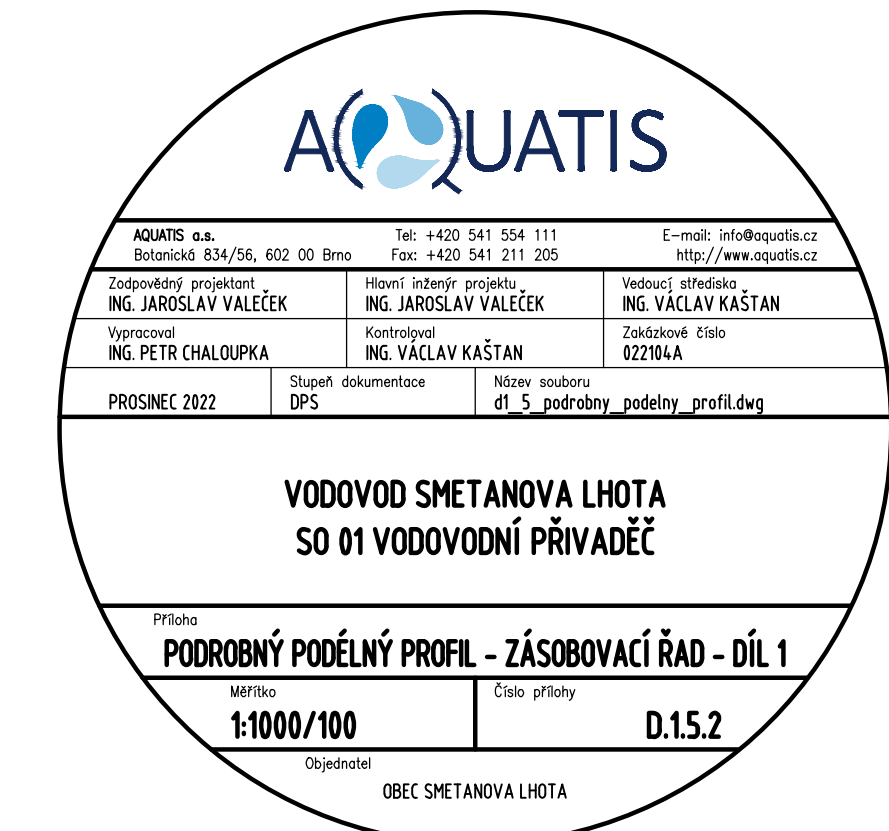 AQUATIS
AQUATIS a.s. Tel: +420 541 554 111 E-mail: info@aquatis.cz
Botanická 834/56, 602 00 Brno Fax: +420 541 211 205 http://www.aquatis.cz
Zodpovědný projektant Hlavní inženýr projektu Vedoucí střediska
ING. JAROSLAV VALEČEK ING. JAROSLAV VALEČEK ING. VÁCLAV KAŠTAN
Vypracoval Kontroloval Zakázkové číslo
ING. PETR CHALOUPKA ING. VÁCLAV KAŠTAN 022104A
Stupeň dokumentace Název souboru
PROSINEC 2022 DPS d1_5_podrobny_podelny_profil.dwg
VODOVOD SMETANOVA LHOTA
SO 01 VODOVODNÍ PŘIVADĚČ
Příloha
PODROBNÝ PODÉLNÝ PROFIL - ZÁSOBOVACÍ ŘAD - DÍL 1
Měřítko Číslo přílohy
1:1000/100 D.1.5.2
Objednatel
OBEC SMETANOVA LHOTA